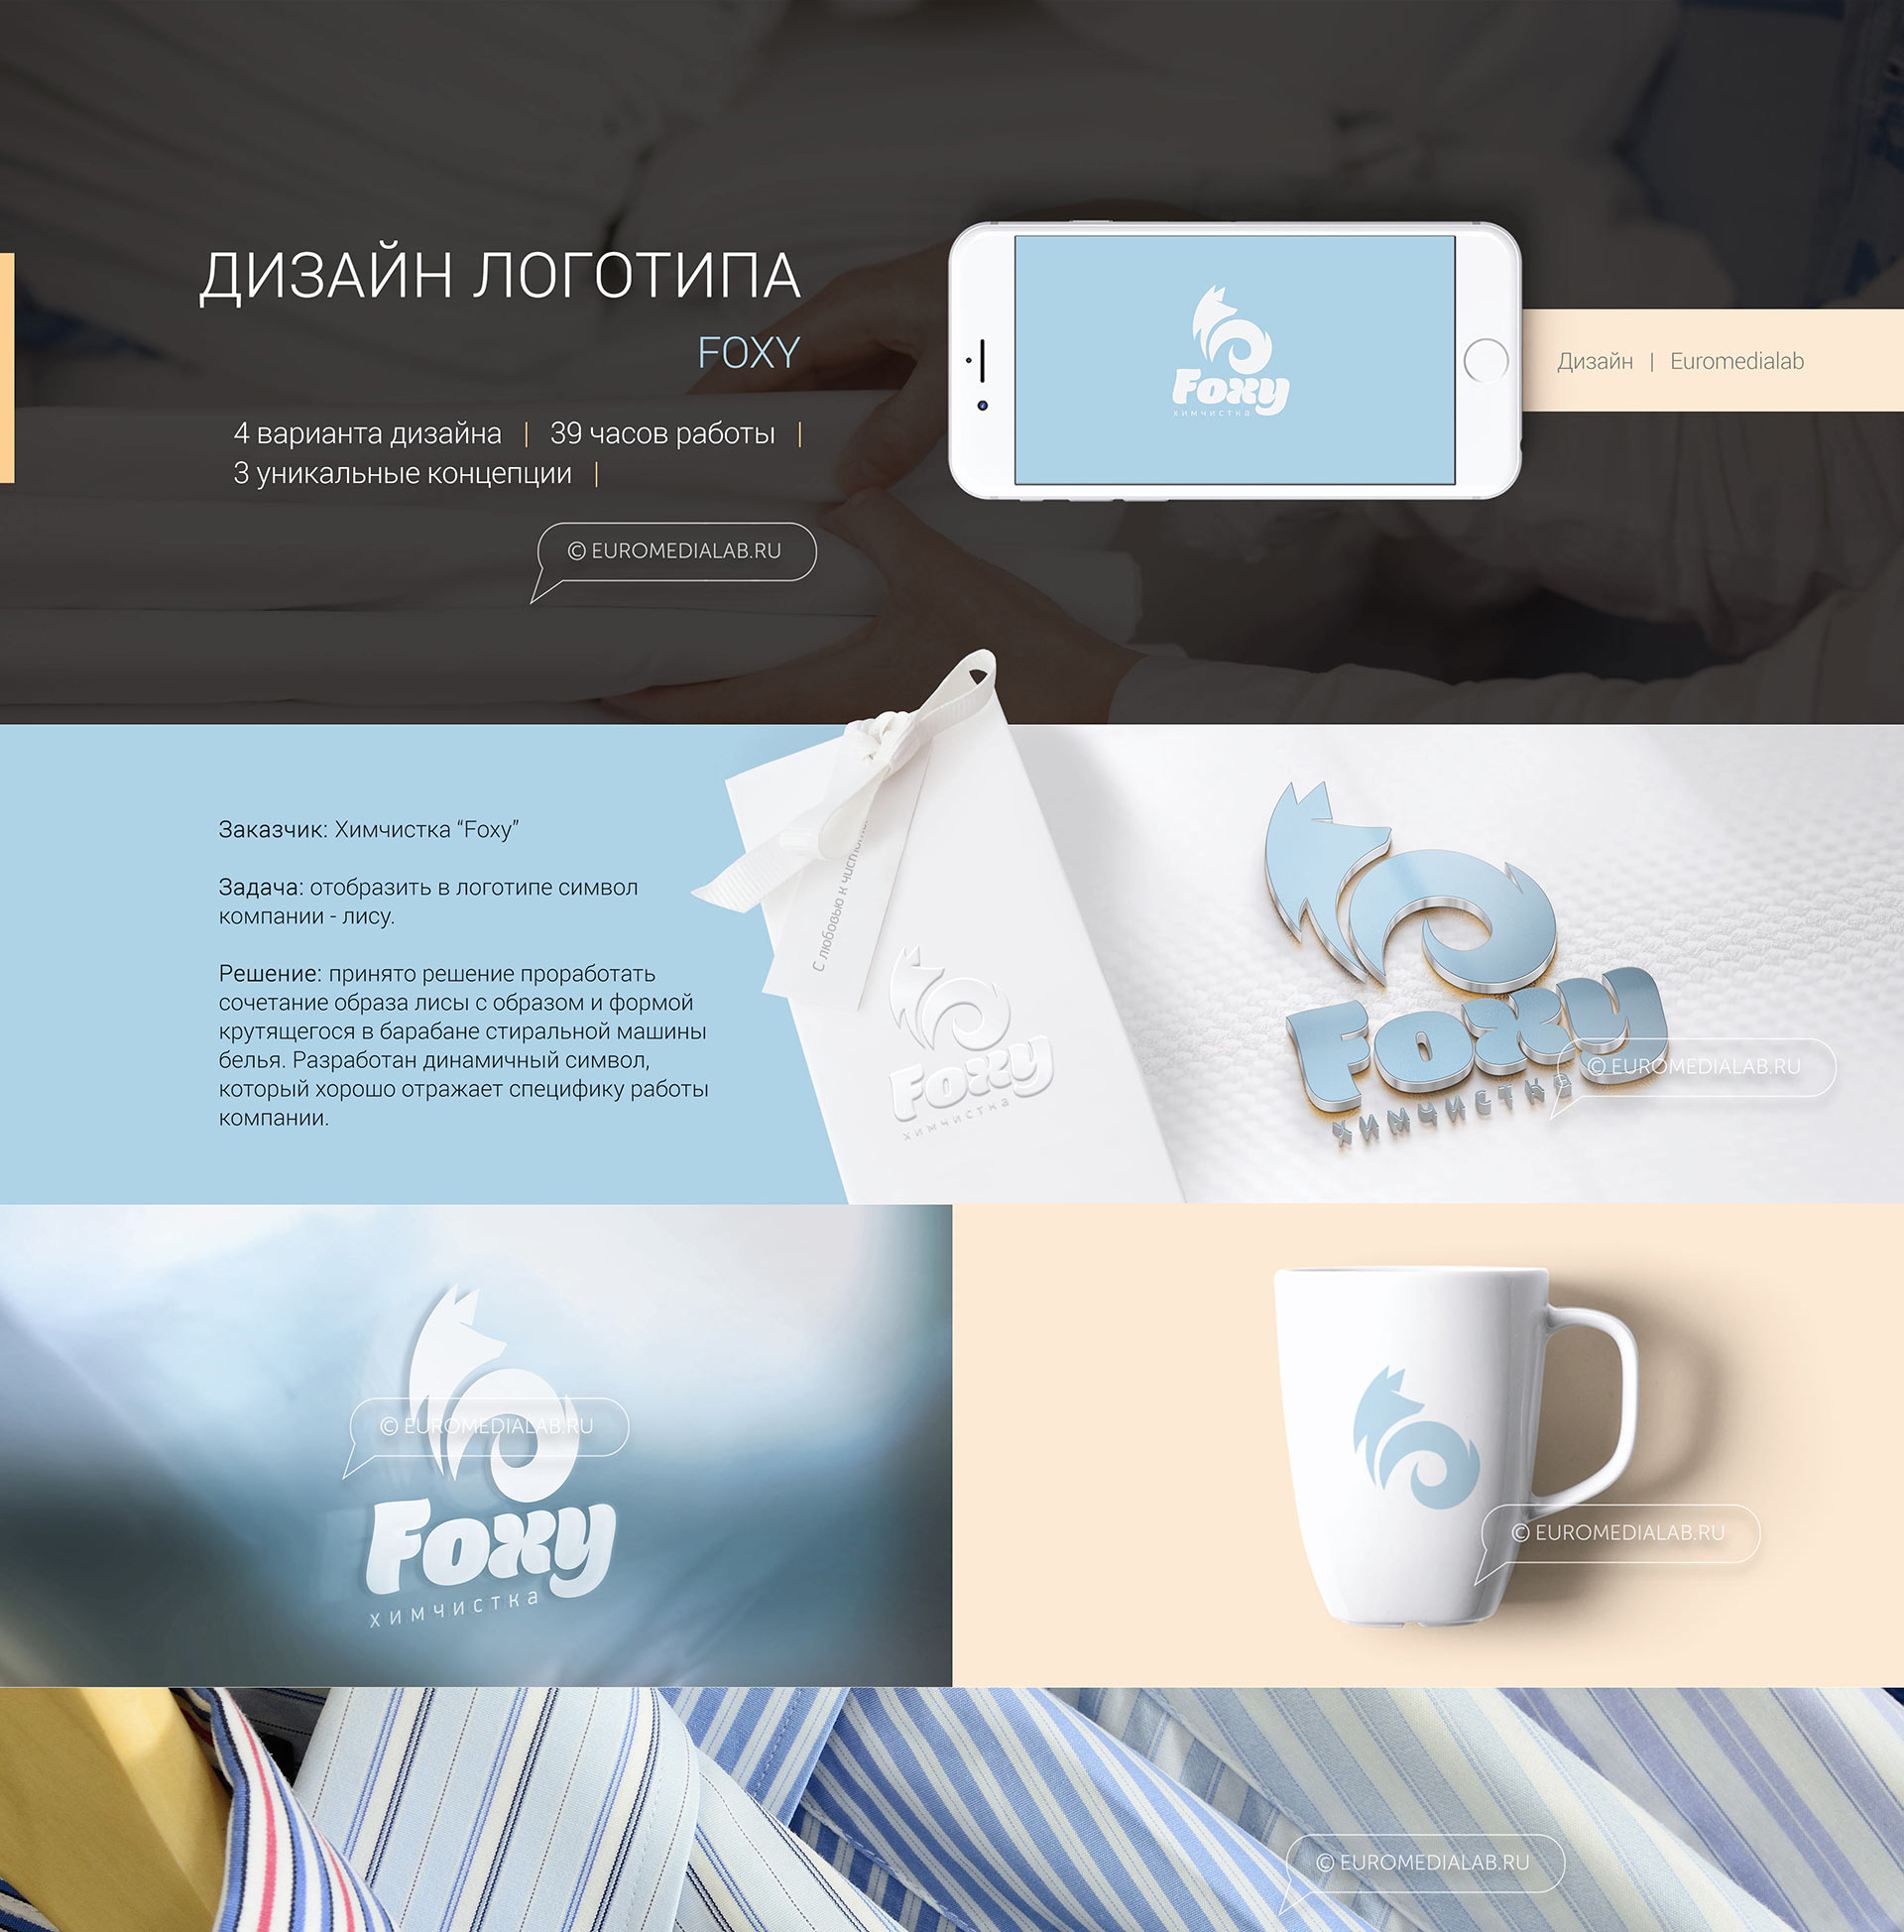 ДИЗАЙН ЛОГОТИПА
FOXY
4 варианта дизайна | 39 часов работы |
3 уникальные концепции |
© EUROMEDIALAB.RU
Foxy
химчистка
Дизайн | Euromedialab
Заказчик: Химчистка “Foxy”
Задача: отобразить в логотипе символ
компании - лису.
Решение: принято решение проработать
сочетание образа лисы с образом и формой
крутящегося в барабане стиральной машины
белья. Разработан динамичный символ,
который хорошо отражает специфику работы
компании.
С любовью к чистоте
Foxy
химчистка
Foxy
химчистка
© EUROMEDIALAB.RU
© EUROMEDIALAB.RU
Foxy
химчистка
© EUROMEDIALAB.RU
© EUROMEDIALAB.RU